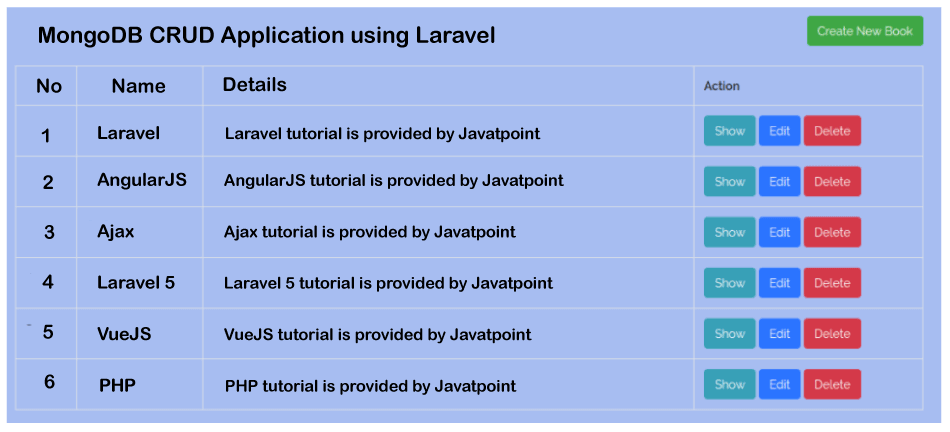 MongoDB CRUD Application using Laravel
Create New Book
No Name Details Action
1 Laravel Laravel tutorial is provided by Javatpoint Show Edit Delete
2 AngularJS AngularJS tutorial is provided by Javatpoint Show Edit Delete
3 Ajax Ajax tutorial is provided by Javatpoint Show Edit Delete
4 Laravel 5 Laravel 5 tutorial is provided by Javatpoint Show Edit Delete
5 VueJS VueJS tutorial is provided by Javatpoint Show Edit Delete
6 PHP PHP tutorial is provided by Javatpoint Show Edit Delete